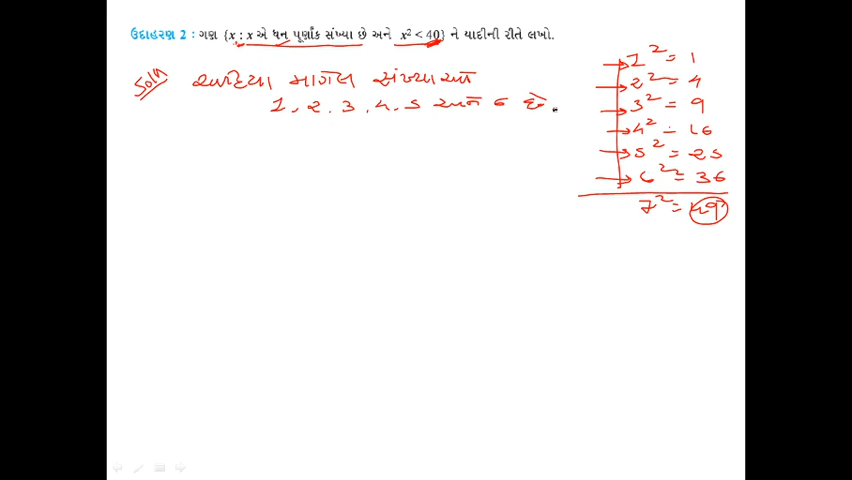 ઉદાહરણ 2 : ગણ {x : x એ ધન પૂર્ણાંક સંખ્યા છે અને x² < 40} ને યાદીની રીતે લખો.
Solⁿ અહિંયા માગેલ સંખ્યાઓ
1, 2, 3, 4, 5 અને 6 છે.
1² = 1
2² = 4
3² = 9
4² = 16
5² = 25
6² = 36
7² = 49